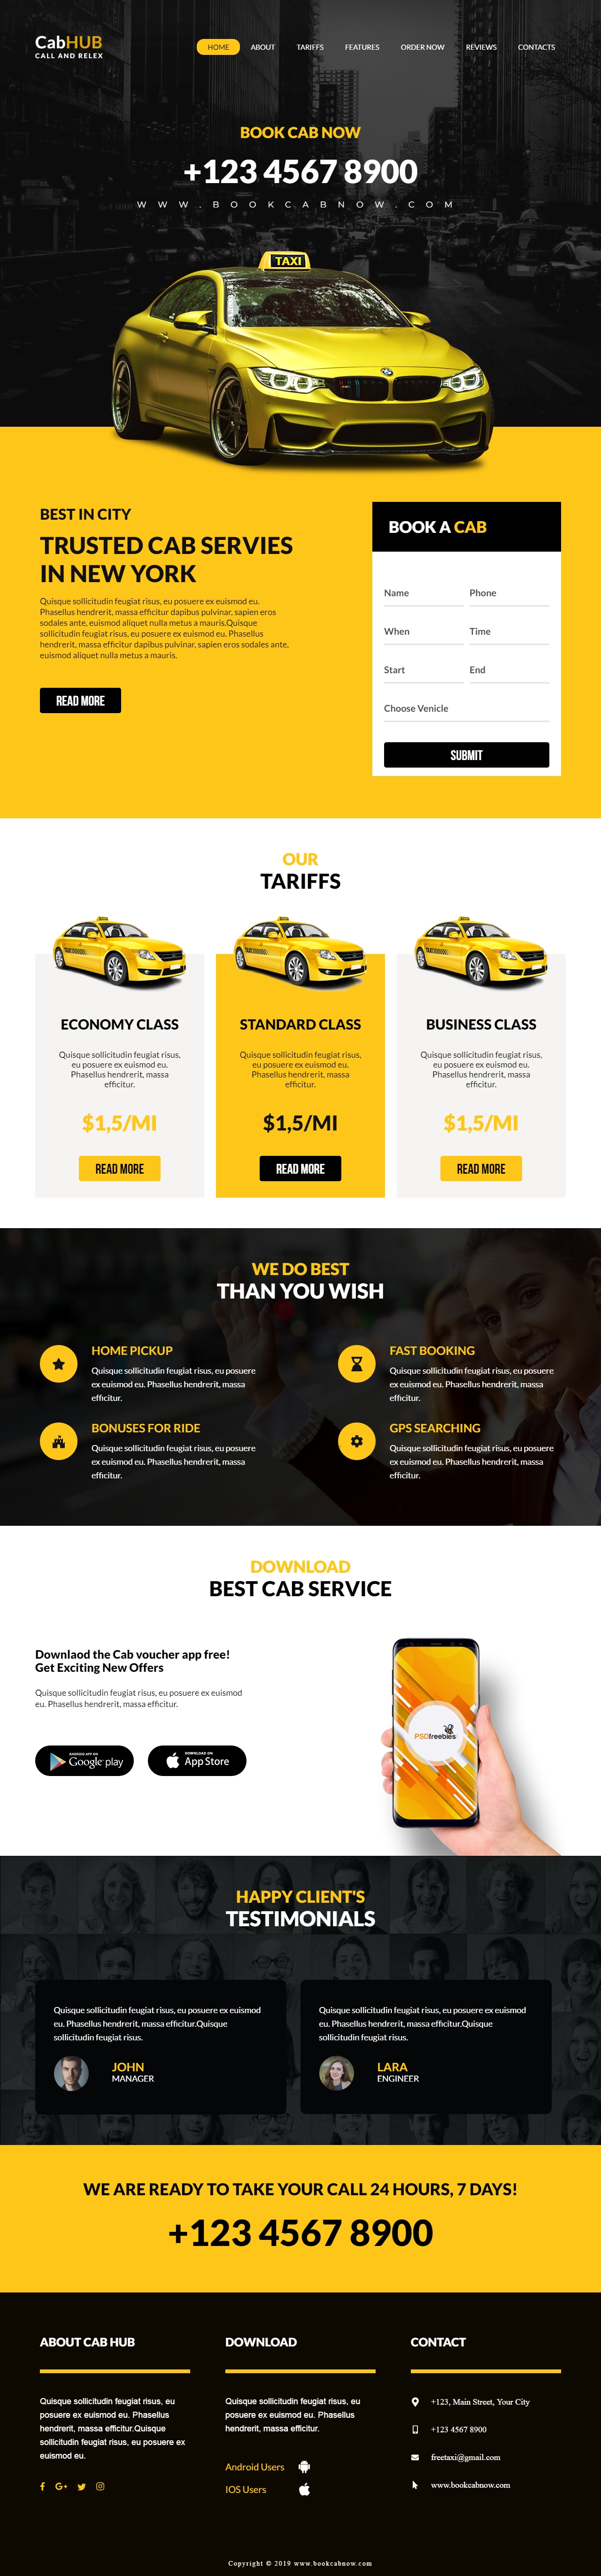 CabHUB
CALL AND RELEX
HOME ABOUT TARIFFS FEATURES ORDER NOW REVIEWS CONTACTS
BOOK CAB NOW
+123 4567 8900
WWW.BOOKCABNOW.COM
TAXI
BEST IN CITY
TRUSTED CAB SERVIES
IN NEW YORK
Quisque sollicitudin feugiat risus, eu posuere ex euismod eu.
Phasellus hendrerit, massa efficitur dapibus pulvinar, sapien eros
sodales ante, euismod aliquet nulla metus a mauris.Quisque
sollicitudin feugiat risus, eu posuere ex euismod eu. Phasellus
hendrerit, massa efficitur dapibus pulvinar, sapien eros sodales ante,
euismod aliquet nulla metus a mauris.
READ MORE
BOOK A CAB
Name Phone
When Time
Start End
Choose Venicle
SUBMIT
OUR
TARIFFS
ECONOMY CLASS
Quisque sollicitudin feugiat risus,
eu posuere ex euismod eu.
Phasellus hendrerit, massa
efficitur.
$1,5/MI
READ MORE
STANDARD CLASS
Quisque sollicitudin feugiat risus,
eu posuere ex euismod eu.
Phasellus hendrerit, massa
efficitur.
$1,5/MI
READ MORE
BUSINESS CLASS
Quisque sollicitudin feugiat risus,
eu posuere ex euismod eu.
Phasellus hendrerit, massa
efficitur.
$1,5/MI
READ MORE
WE DO BEST
THAN YOU WISH
HOME PICKUP
Quisque sollicitudin feugiat risus, eu posuere
ex euismod eu. Phasellus hendrerit, massa
efficitur.
FAST BOOKING
Quisque sollicitudin feugiat risus, eu posuere
ex euismod eu. Phasellus hendrerit, massa
efficitur.
BONUSES FOR RIDE
Quisque sollicitudin feugiat risus, eu posuere
ex euismod eu. Phasellus hendrerit, massa
efficitur.
GPS SEARCHING
Quisque sollicitudin feugiat risus, eu posuere
ex euismod eu. Phasellus hendrerit, massa
efficitur.
DOWNLOAD
BEST CAB SERVICE
Downlaod the Cab voucher app free!
Get Exciting New Offers
Quisque sollicitudin feugiat risus, eu posuere ex euismod
eu. Phasellus hendrerit, massa efficitur.
ANDROID APP ON
Google play
DOWNLOAD ON
App Store
PSDfreebies
HAPPY CLIENT'S
TESTIMONIALS
Quisque sollicitudin feugiat risus, eu posuere ex euismod
eu. Phasellus hendrerit, massa efficitur.Quisque
sollicitudin feugiat risus.
JOHN
MANAGER
Quisque sollicitudin feugiat risus, eu posuere ex euismod
eu. Phasellus hendrerit, massa efficitur.Quisque
sollicitudin feugiat risus.
LARA
ENGINEER
WE ARE READY TO TAKE YOUR CALL 24 HOURS, 7 DAYS!
+123 4567 8900
ABOUT CAB HUB
Quisque sollicitudin feugiat risus, eu
posuere ex euismod eu. Phasellus
hendrerit, massa efficitur.Quisque
sollicitudin feugiat risus, eu posuere ex
euismod eu.
DOWNLOAD
Quisque sollicitudin feugiat risus, eu
posuere ex euismod eu. Phasellus
hendrerit, massa efficitur.
Android Users
IOS Users
CONTACT
+123, Main Street, Your City
+123 4567 8900
freetaxi@gmail.com
www.bookcabnow.com
Copyright © 2019 www.bookcabnow.com